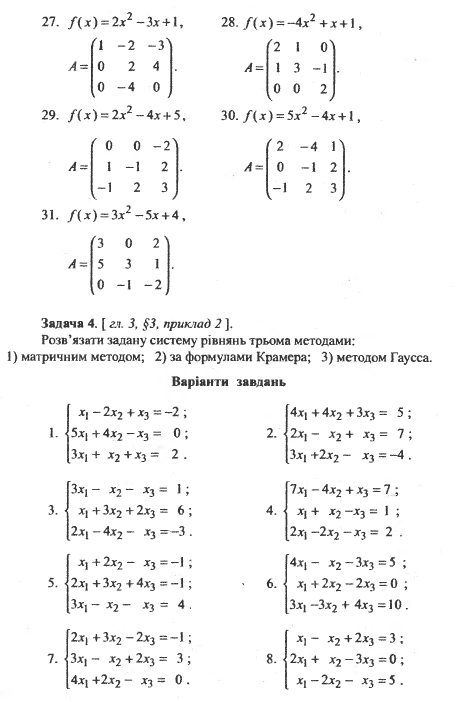 27. f(x)=2x²−3x+1, 28. f(x)=−4x²+x+1,
A = (1 −2 −3; 0 2 4; 0 −4 0). A = (2 1 0; 1 3 −1; 0 0 2).
29. f(x)=2x²−4x+5, 30. f(x)=5x²−4x+1,
A = (0 0 −2; 1 −1 2; −1 2 3). A = (2 −4 1; 0 −1 2; −1 2 3).
31. f(x)=3x²−5x+4,
A = (3 0 2; 5 3 1; 0 −1 −2).
Задача 4. [ гл. 3, §3, приклад 2 ].
Розв’язати задану систему рівнянь трьома методами:
1) матричним методом; 2) за формулами Крамера; 3) методом Гаусса.
Варіанти завдань
1. { x₁ − 2x₂ + x₃ = −2 ;
5x₁ + 4x₂ − x₃ = 0 ;
3x₁ + x₂ + x₃ = 2 .
2. { 4x₁ + 4x₂ + 3x₃ = 5 ;
2x₁ − x₂ + x₃ = 7 ;
3x₁ + 2x₂ − x₃ = −4 .
3. { 3x₁ − x₂ − x₃ = 1 ;
x₁ + 3x₂ + 2x₃ = 6 ;
2x₁ − 4x₂ − x₃ = −3 .
4. { 7x₁ − 4x₂ + x₃ = 7 ;
x₁ + x₂ − x₃ = 1 ;
2x₁ − 2x₂ − x₃ = 2 .
5. { x₁ + 2x₂ − x₃ = −1 ;
2x₁ + 3x₂ + 4x₃ = −1 ;
3x₁ − x₂ − x₃ = 4 .
6. { 4x₁ − x₂ − 3x₃ = 5 ;
x₁ + 2x₂ − 2x₃ = 0 ;
3x₁ − 3x₂ + 4x₃ = 10 .
7. { 2x₁ + 3x₂ − 2x₃ = −1 ;
3x₁ − x₂ + 2x₃ = 3 ;
4x₁ + 2x₂ − x₃ = 0 .
8. { x₁ − x₂ + 2x₃ = 3 ;
2x₁ + x₂ − 3x₃ = 0 ;
x₁ − 2x₂ − x₃ = 5 .